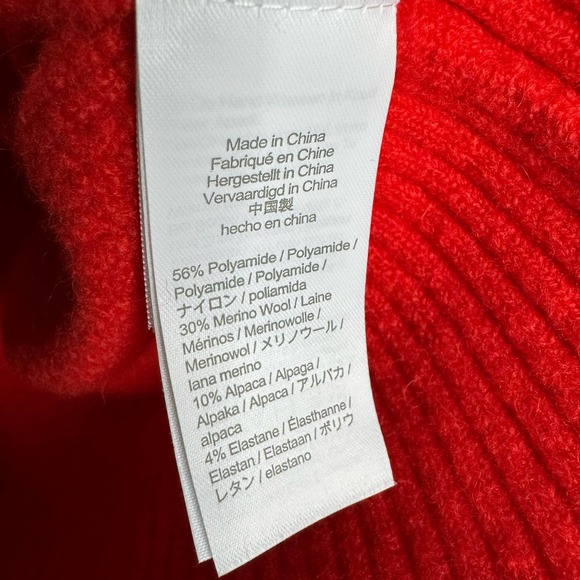 Made in China
Fabriqué en Chine
Hergestellt in China
Vervaardigd in China
中国製
hecho en china
56% Polyamide / Polyamide /
Polyamide / Polyamide /
ナイロン / poliamida
30% Merino Wool / Laine
Mérinos / Merinowolle /
Merinowol / メリノウール /
lana merino
10% Alpaca / Alpaga /
Alpaka / Alpaca / アルパカ /
alpaca
4% Elastane / Élasthanne /
Elastan / Elastaan / ポリウ
レタン / elastano